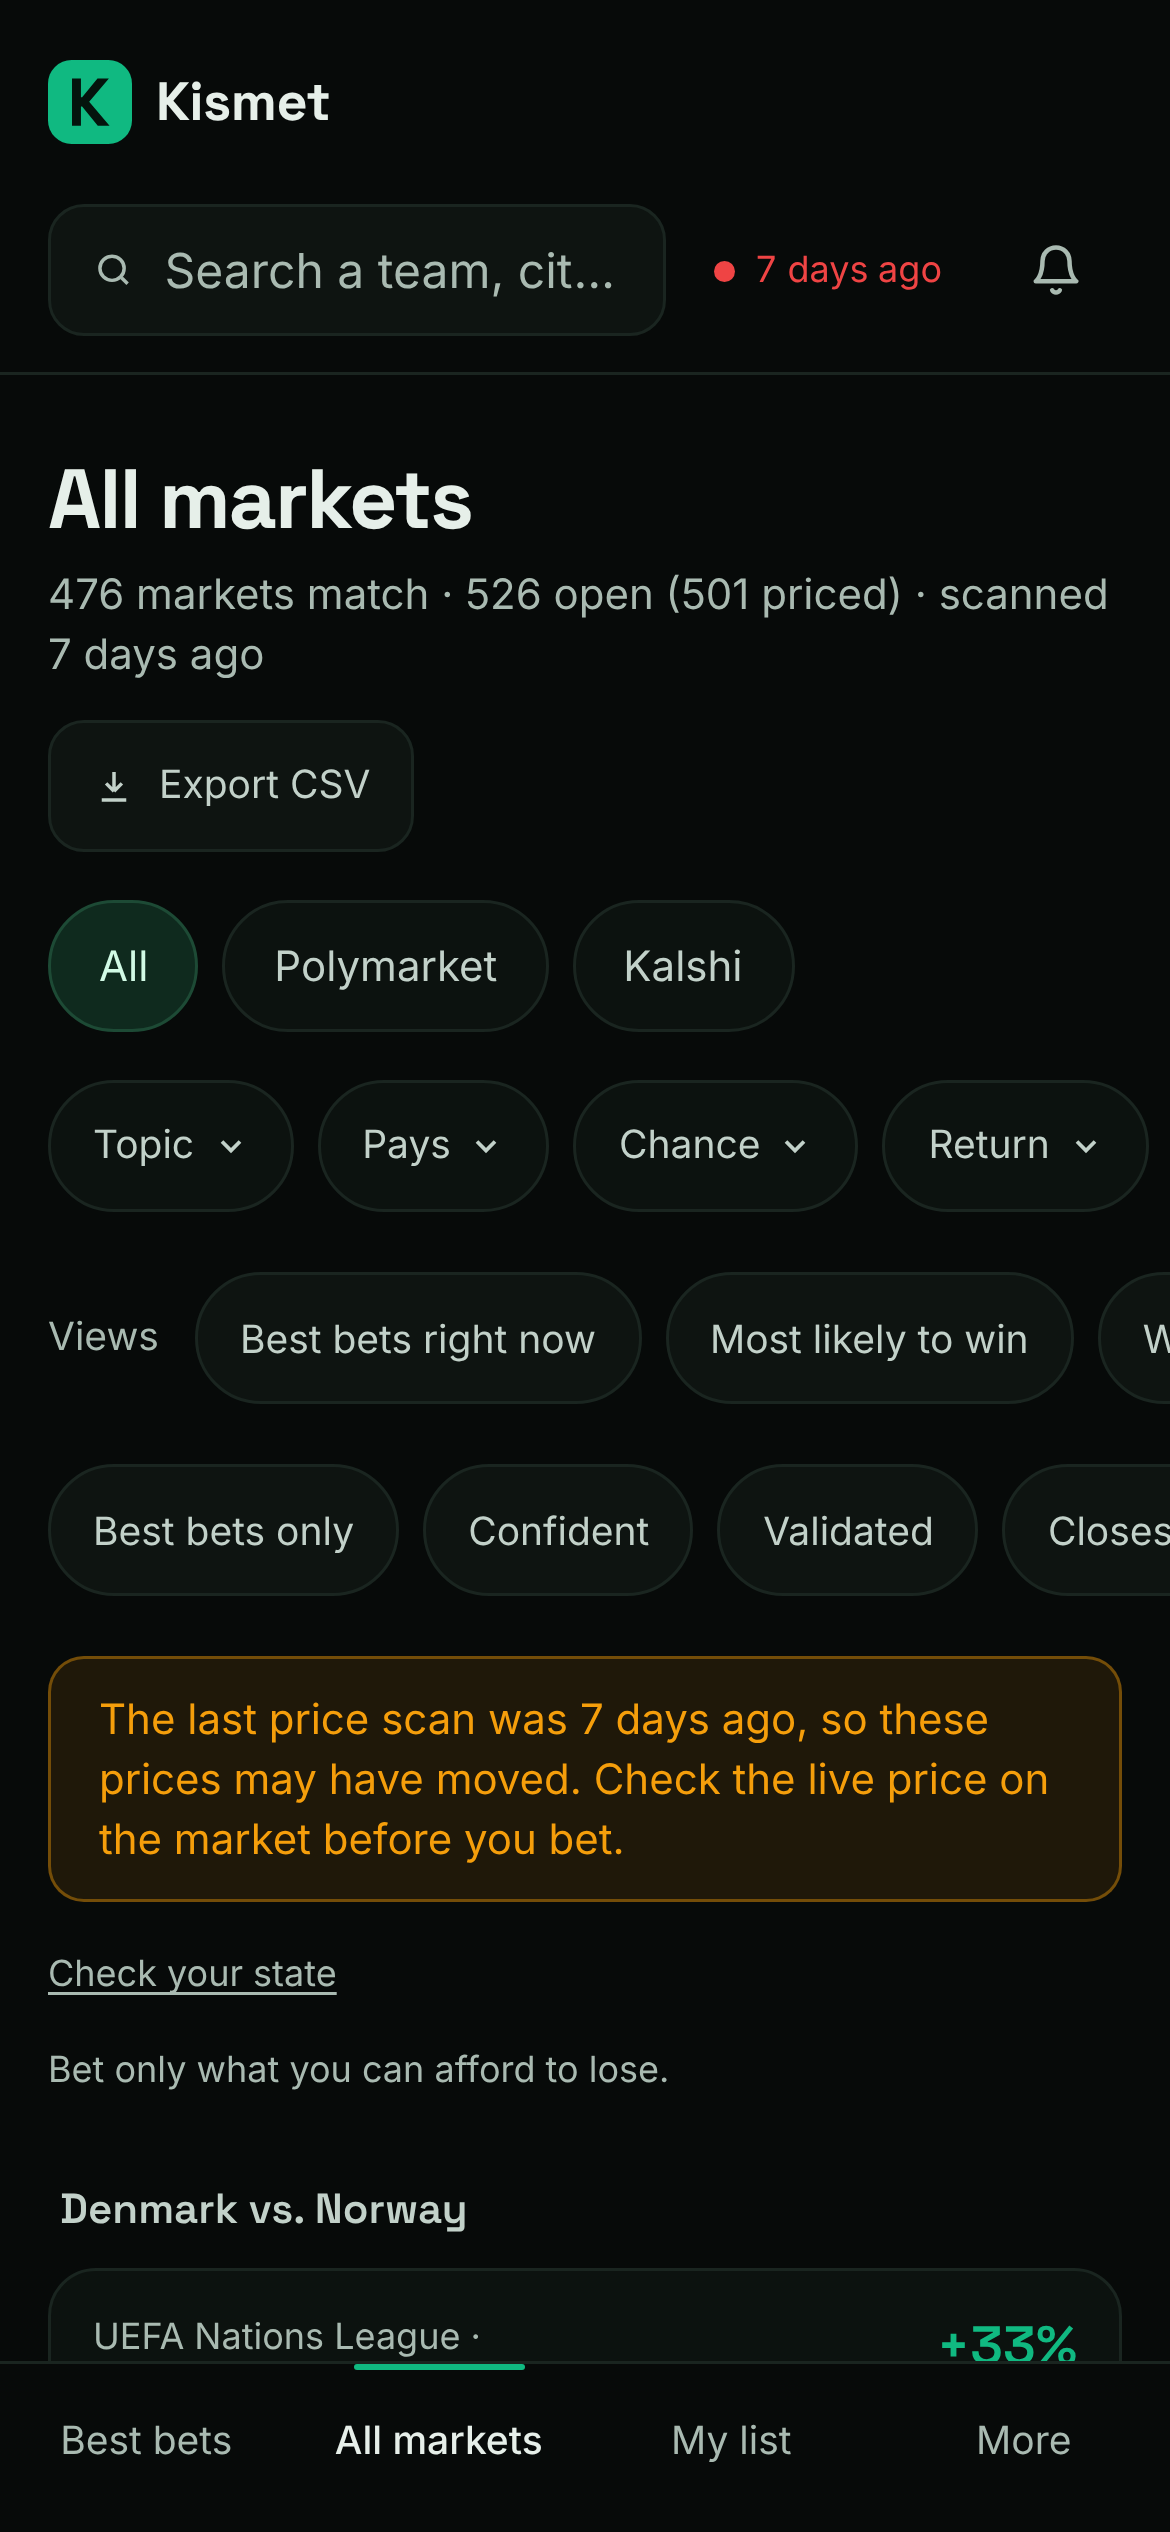 K Kismet
Search a team, cit...
7 days ago
All markets
476 markets match · 526 open (501 priced) · scanned
7 days ago
Export CSV
All Polymarket Kalshi
Topic Pays Chance Return
Views Best bets right now Most likely to win W
Best bets only Confident Validated Closes
The last price scan was 7 days ago, so these
prices may have moved. Check the live price on
the market before you bet.
Check your state
Bet only what you can afford to lose.
Denmark vs. Norway
UEFA Nations League · +33%
Best bets All markets My list More